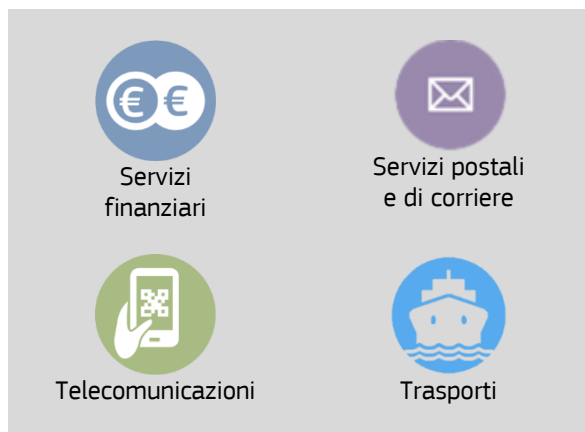 € €
Servizi
finanziari
Servizi postali
e di corriere
Telecomunicazioni
Trasporti